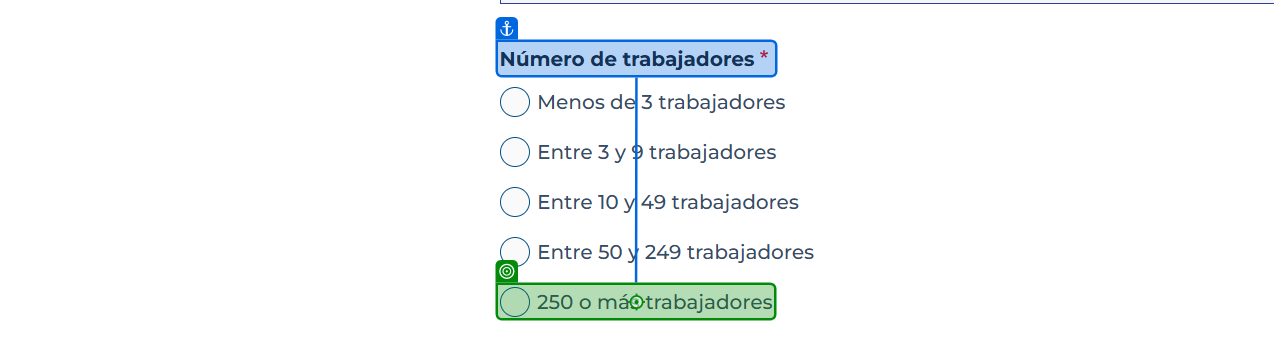 Número de trabajadores *
Menos de 3 trabajadores
Entre 3 y 9 trabajadores
Entre 10 y 49 trabajadores
Entre 50 y 249 trabajadores
250 o más trabajadores